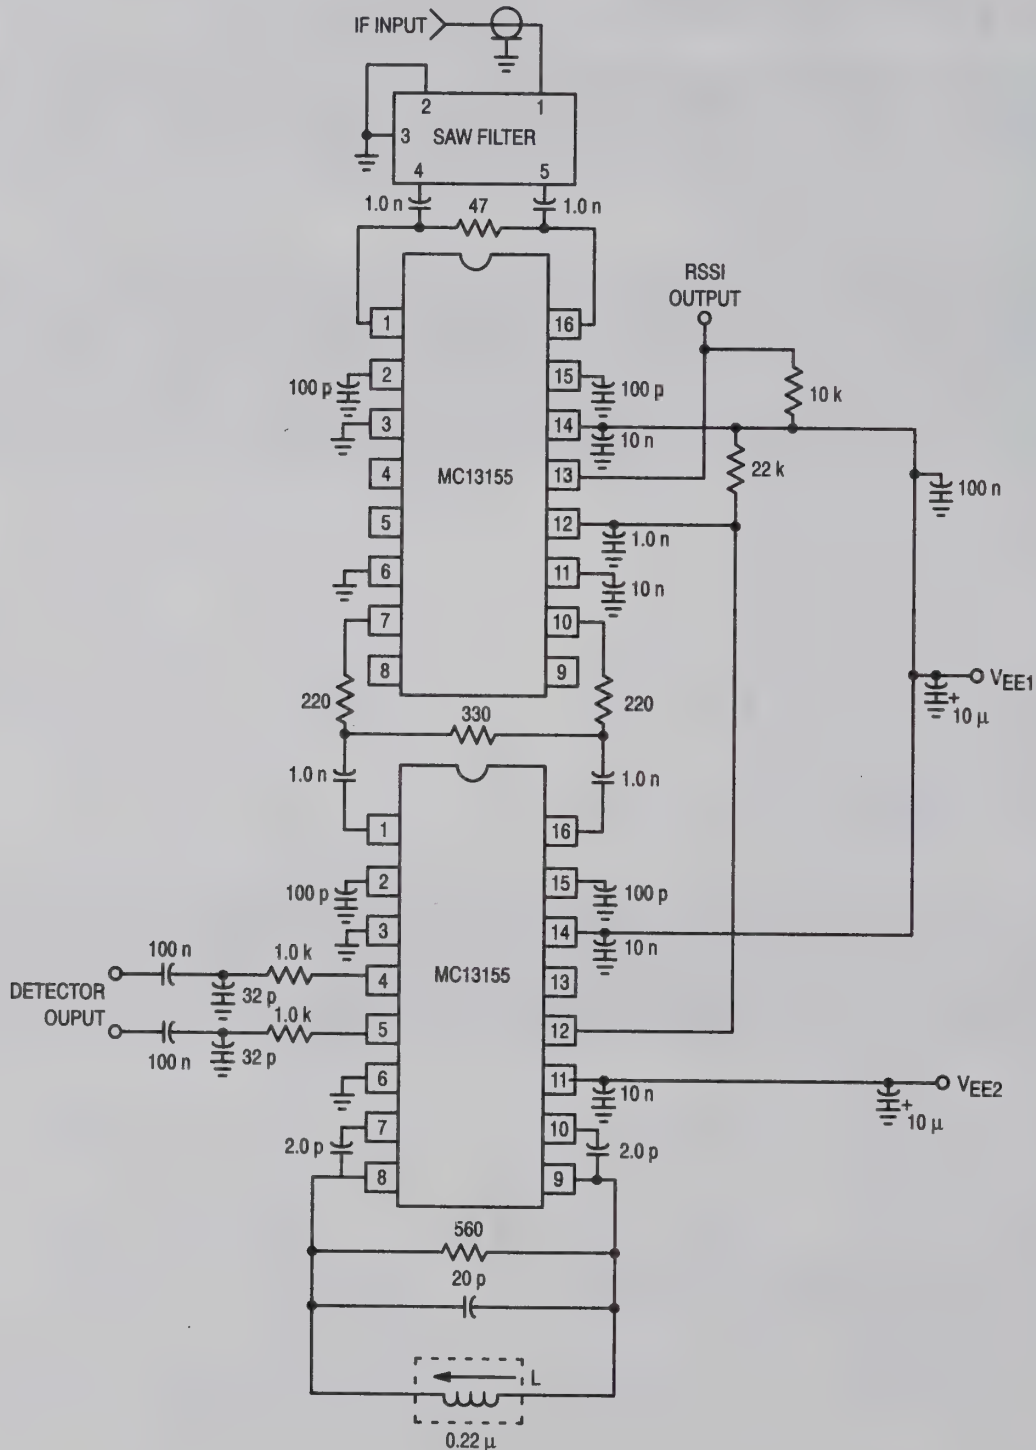 IF INPUT
2
1
3
SAW FILTER
4
5
1.0 n
47
1.0 n
RSSI
OUTPUT
1
16
2
15
100 p
100 p
10 k
3
14
10 n
4
MC13155
13
22 k
100 n
5
12
1.0 n
6
11
10 n
7
10
8
9
220
220
330
VEE1
+
10 µ
1.0 n
1.0 n
1
16
2
15
100 p
100 p
3
14
10 n
100 n
1.0 k
4
MC13155
13
DETECTOR
OUPUT
32 p
1.0 k
5
12
100 n
32 p
6
11
10 n
VEE2
+
10 µ
7
10
2.0 p
2.0 p
8
9
560
20 p
L
0.22 µ